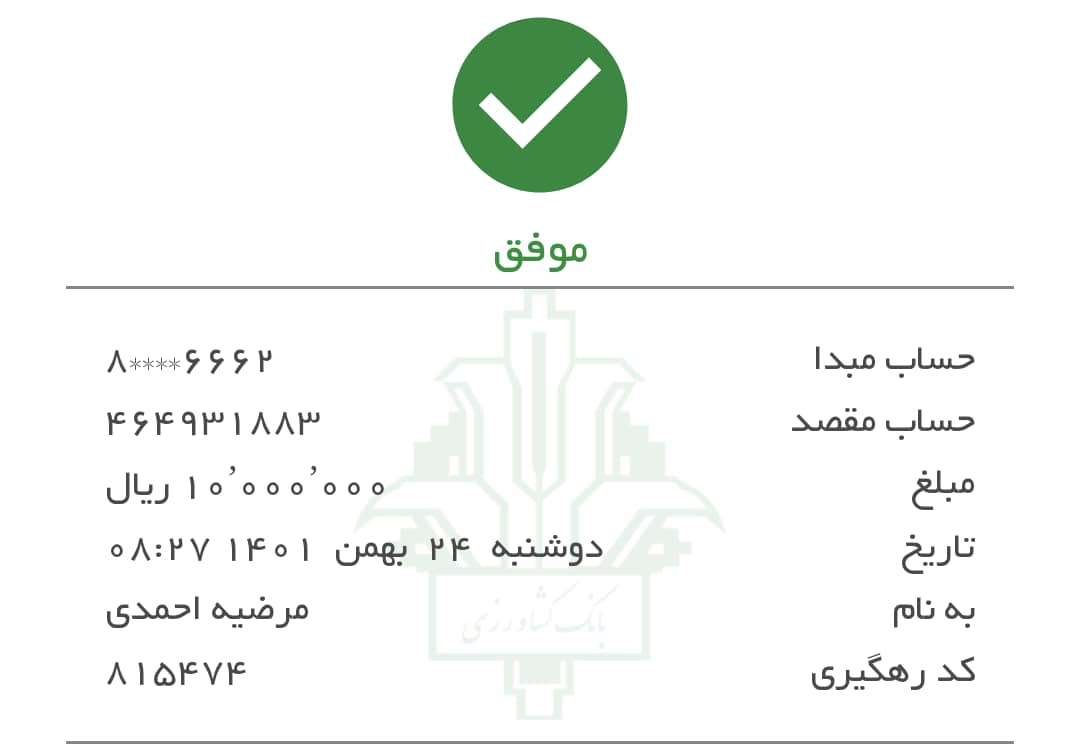 موفق
حساب مبدا ۸****۶۶۶۲
حساب مقصد ۴۶۴۹۳۱۸۸۳
مبلغ ۱۰٬۰۰۰٬۰۰۰ ریال
تاریخ دوشنبه ۲۴ بهمن ۱۴۰۱ ۰۸:۲۷
به نام مرضیه احمدی
کد رهگیری ۸۱۵۴۷۴
بانک کشاورزی